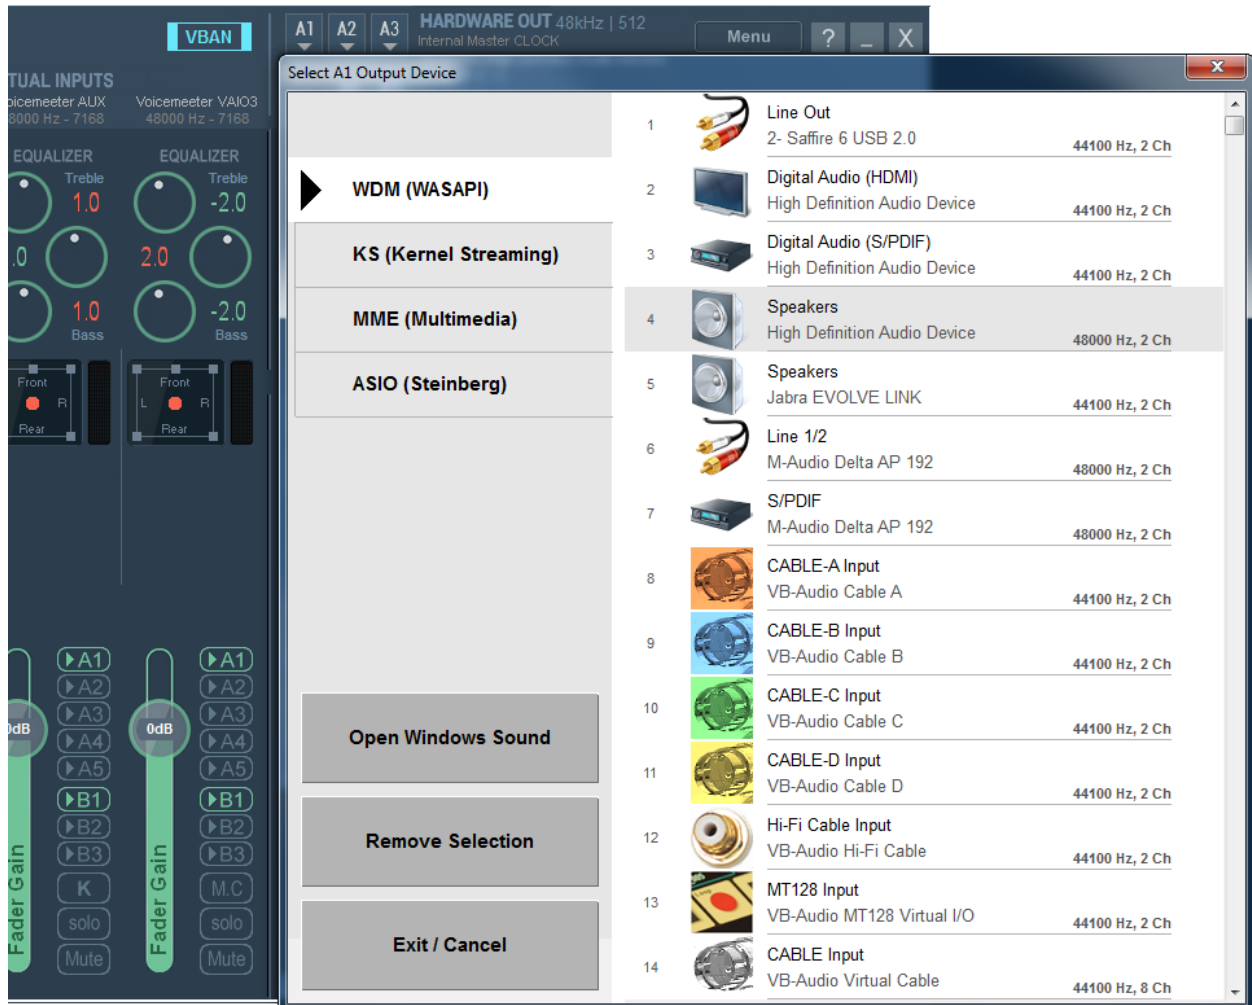 VBAN
A1 A2 A3
HARDWARE OUT 48kHz | 512
Internal Master CLOCK
Menu
? _ X
TUAL INPUTS
oicemeeter AUX
8000 Hz - 7168
Voicemeeter VAIO3
48000 Hz - 7168
EQUALIZER
Treble
1.0
.0
1.0
Bass
EQUALIZER
Treble
-2.0
2.0
-2.0
Bass
Front
R
Rear
Front
L R
Rear
A1
A2
A3
A4
A5
B1
B2
B3
K
solo
Mute
0dB
Fader Gain
A1
A2
A3
A4
A5
B1
B2
B3
M.C
solo
Mute
0dB
Fader Gain
Select A1 Output Device
X
WDM (WASAPI)
KS (Kernel Streaming)
MME (Multimedia)
ASIO (Steinberg)
Open Windows Sound
Remove Selection
Exit / Cancel
1
Line Out
2- Saffire 6 USB 2.0
44100 Hz, 2 Ch
2
Digital Audio (HDMI)
High Definition Audio Device
44100 Hz, 2 Ch
3
Digital Audio (S/PDIF)
High Definition Audio Device
44100 Hz, 2 Ch
4
Speakers
High Definition Audio Device
48000 Hz, 2 Ch
5
Speakers
Jabra EVOLVE LINK
44100 Hz, 2 Ch
6
Line 1/2
M-Audio Delta AP 192
48000 Hz, 2 Ch
7
S/PDIF
M-Audio Delta AP 192
48000 Hz, 2 Ch
8
CABLE-A Input
VB-Audio Cable A
44100 Hz, 2 Ch
9
CABLE-B Input
VB-Audio Cable B
44100 Hz, 2 Ch
10
CABLE-C Input
VB-Audio Cable C
44100 Hz, 2 Ch
11
CABLE-D Input
VB-Audio Cable D
44100 Hz, 2 Ch
12
Hi-Fi Cable Input
VB-Audio Hi-Fi Cable
44100 Hz, 2 Ch
13
MT128 Input
VB-Audio MT128 Virtual I/O
44100 Hz, 2 Ch
14
CABLE Input
VB-Audio Virtual Cable
44100 Hz, 8 Ch